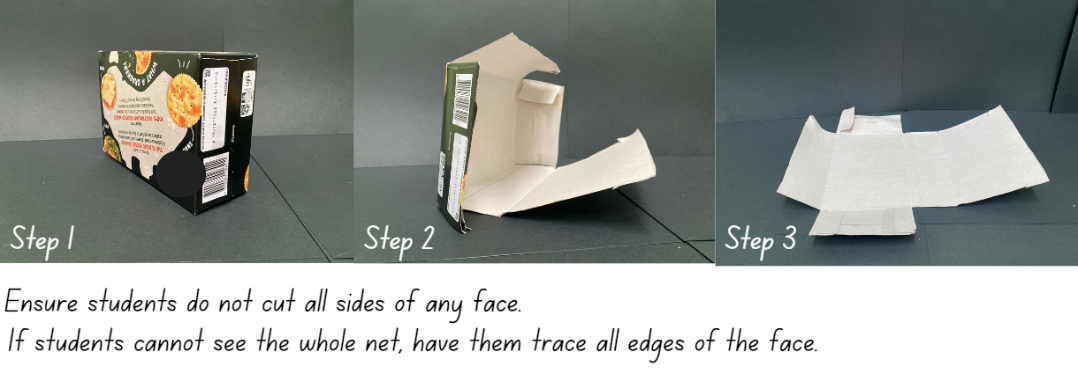 Step 1
Step 2
Step 3
Ensure students do not cut all sides of any face.
If students cannot see the whole net, have them trace all edges of the face.